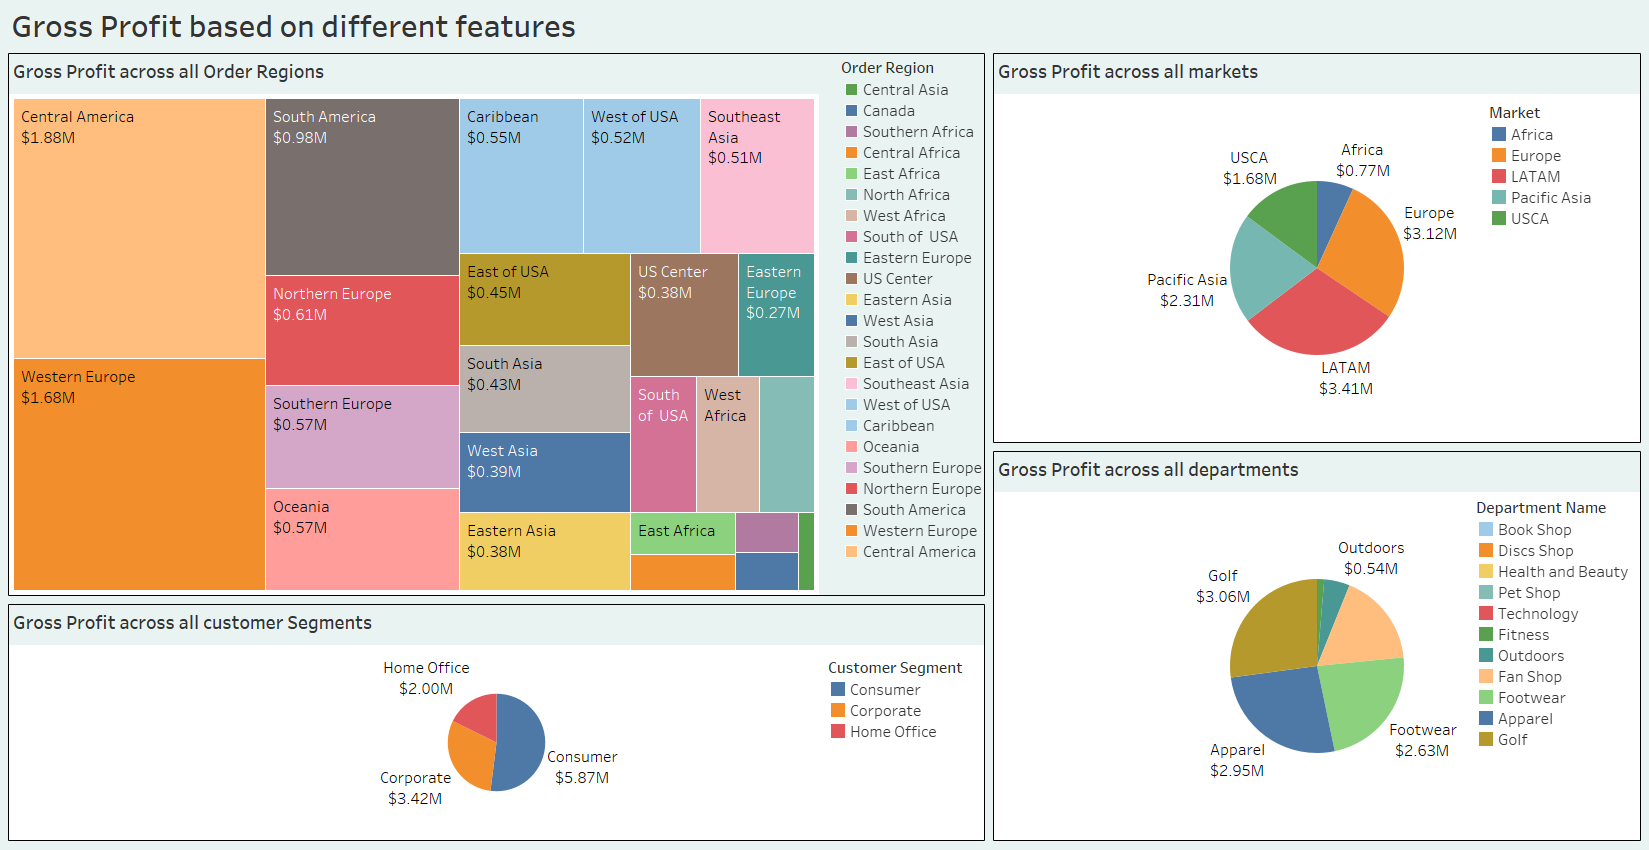 Gross Profit based on different features
Gross Profit across all Order Regions
Central America
$1.88M
Western Europe
$1.68M
South America
$0.98M
Northern Europe
$0.61M
Southern Europe
$0.57M
Oceania
$0.57M
Caribbean
$0.55M
West of USA
$0.52M
Southeast
Asia
$0.51M
East of USA
$0.45M
South Asia
$0.43M
West Asia
$0.39M
Eastern Asia
$0.38M
US Center
$0.38M
Eastern
Europe
$0.27M
South
of  USA
West
Africa
East Africa
Order Region
Central Asia
Canada
Southern Africa
Central Africa
East Africa
North Africa
West Africa
South of  USA
Eastern Europe
US Center
Eastern Asia
West Asia
South Asia
East of USA
Southeast Asia
West of USA
Caribbean
Oceania
Southern Europe
Northern Europe
South America
Western Europe
Central America
Gross Profit across all markets
USCA
$1.68M
Africa
$0.77M
Europe
$3.12M
Pacific Asia
$2.31M
LATAM
$3.41M
Market
Africa
Europe
LATAM
Pacific Asia
USCA
Gross Profit across all customer Segments
Home Office
$2.00M
Consumer
$5.87M
Corporate
$3.42M
Customer Segment
Consumer
Corporate
Home Office
Gross Profit across all departments
Outdoors
$0.54M
Golf
$3.06M
Footwear
$2.63M
Apparel
$2.95M
Department Name
Book Shop
Discs Shop
Health and Beauty
Pet Shop
Technology
Fitness
Outdoors
Fan Shop
Footwear
Apparel
Golf